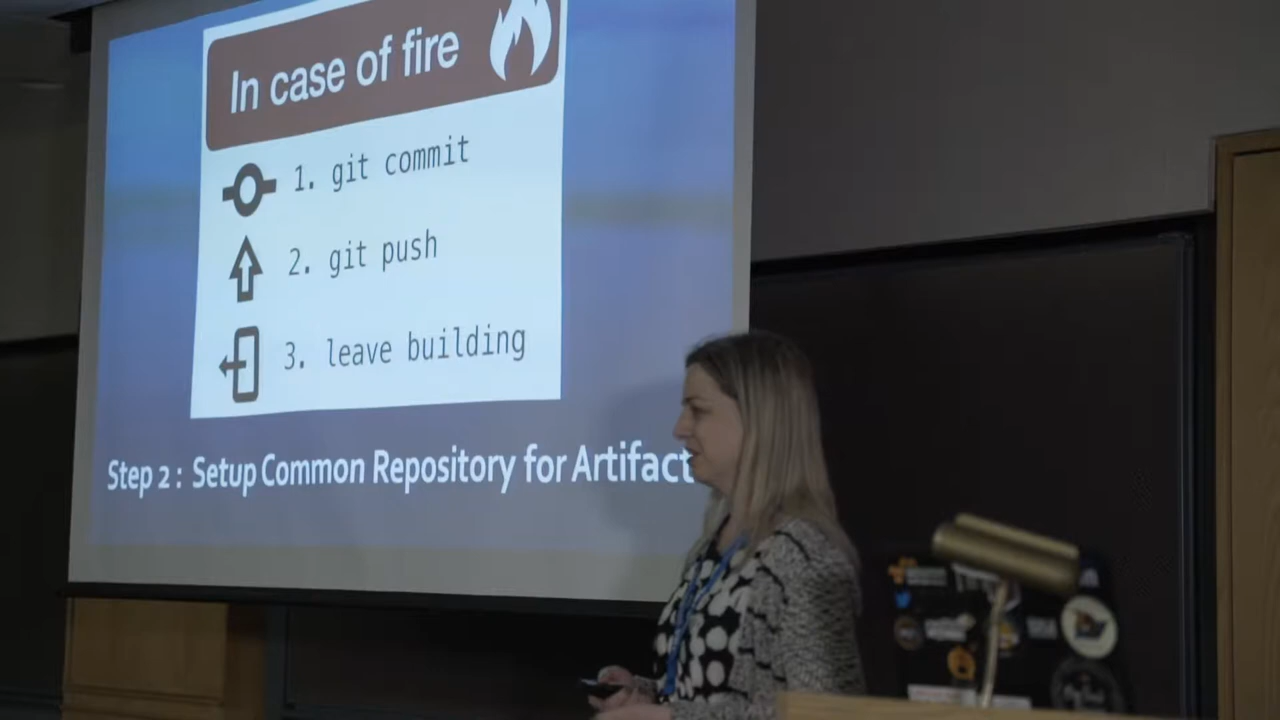 In case of fire
1. git commit
2. git push
3. leave building
Step 2 : Setup Common Repository for Artifact